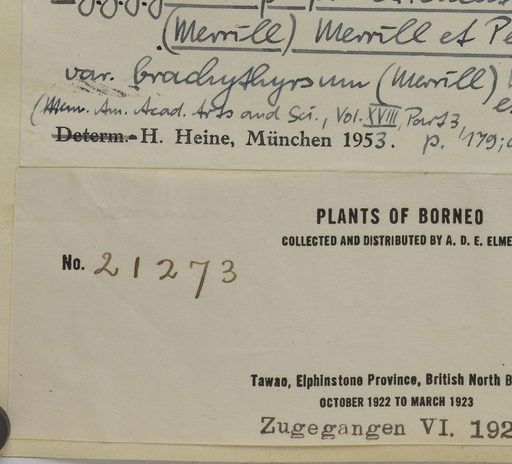 (Merrill) Merrill et Pe
var. brachythyrsum (Merrill)
(Mem. Am. Acad. Arts and Sci., Vol. XVIII, Part 3,
Determ.- H. Heine, München 1953. p. 179;
PLANTS OF BORNEO
COLLECTED AND DISTRIBUTED BY A. D. E. ELME
No. 21273
Tawao, Elphinstone Province, British North B
OCTOBER 1922 TO MARCH 1923
Zugegangen VI. 192